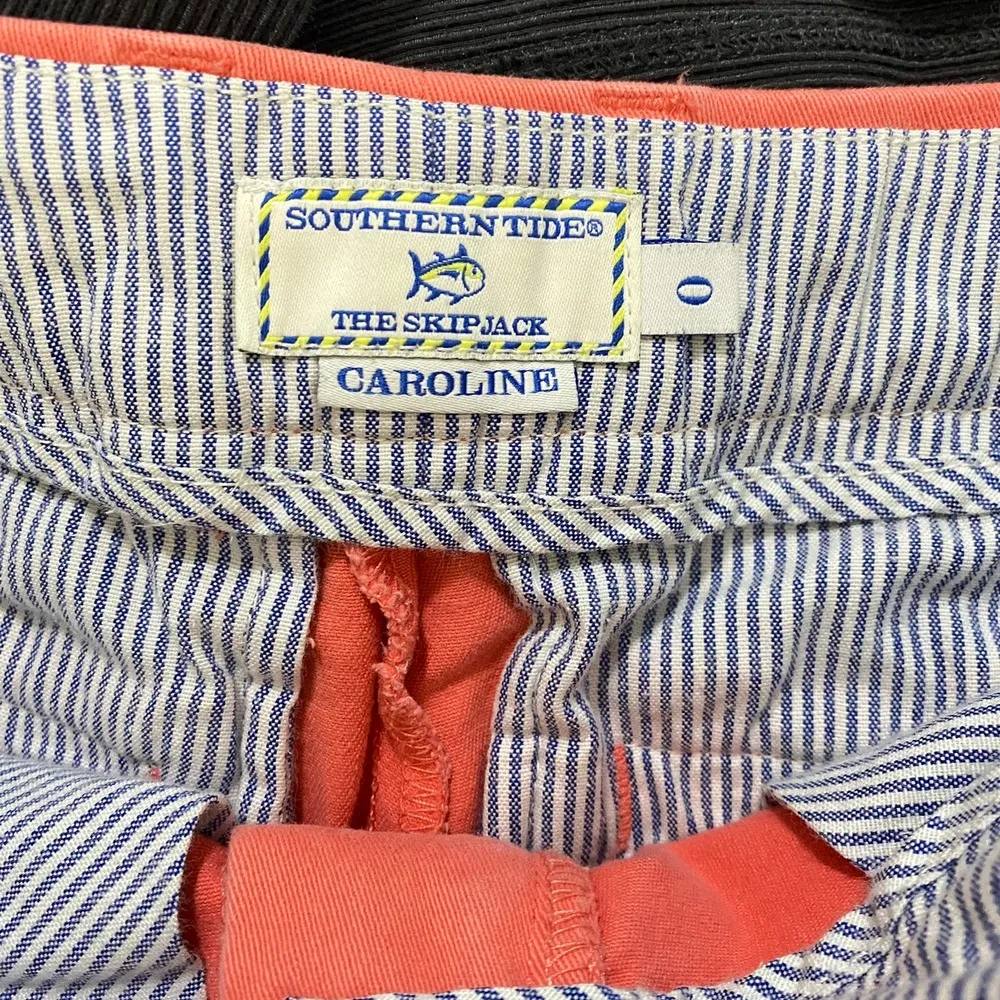 SOUTHERN TIDE®
THE SKIPJACK
CAROLINE
0